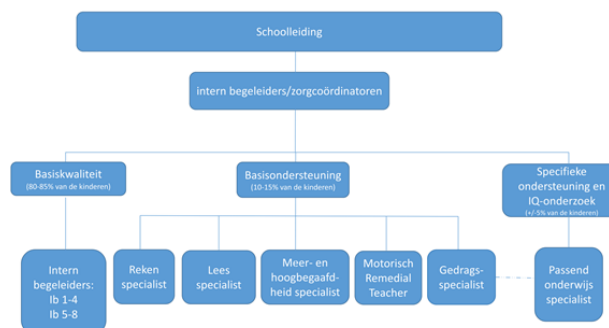 Schoolleiding
intern begeleiders/zorgcoördinatoren
Basiskwaliteit
(80-85% van de kinderen)
Basisondersteuning
(10-15% van de kinderen)
Specifieke
ondersteuning en
IQ-onderzoek
(+/-5% van de kinderen)
Intern
begeleiders:
Ib 1-4
Ib 5-8
Reken
specialist
Lees
specialist
Meer- en
hoogbegaafd-
heid specialist
Motorisch
Remedial
Teacher
Gedrags-
specialist
Passend
onderwijs
specialist